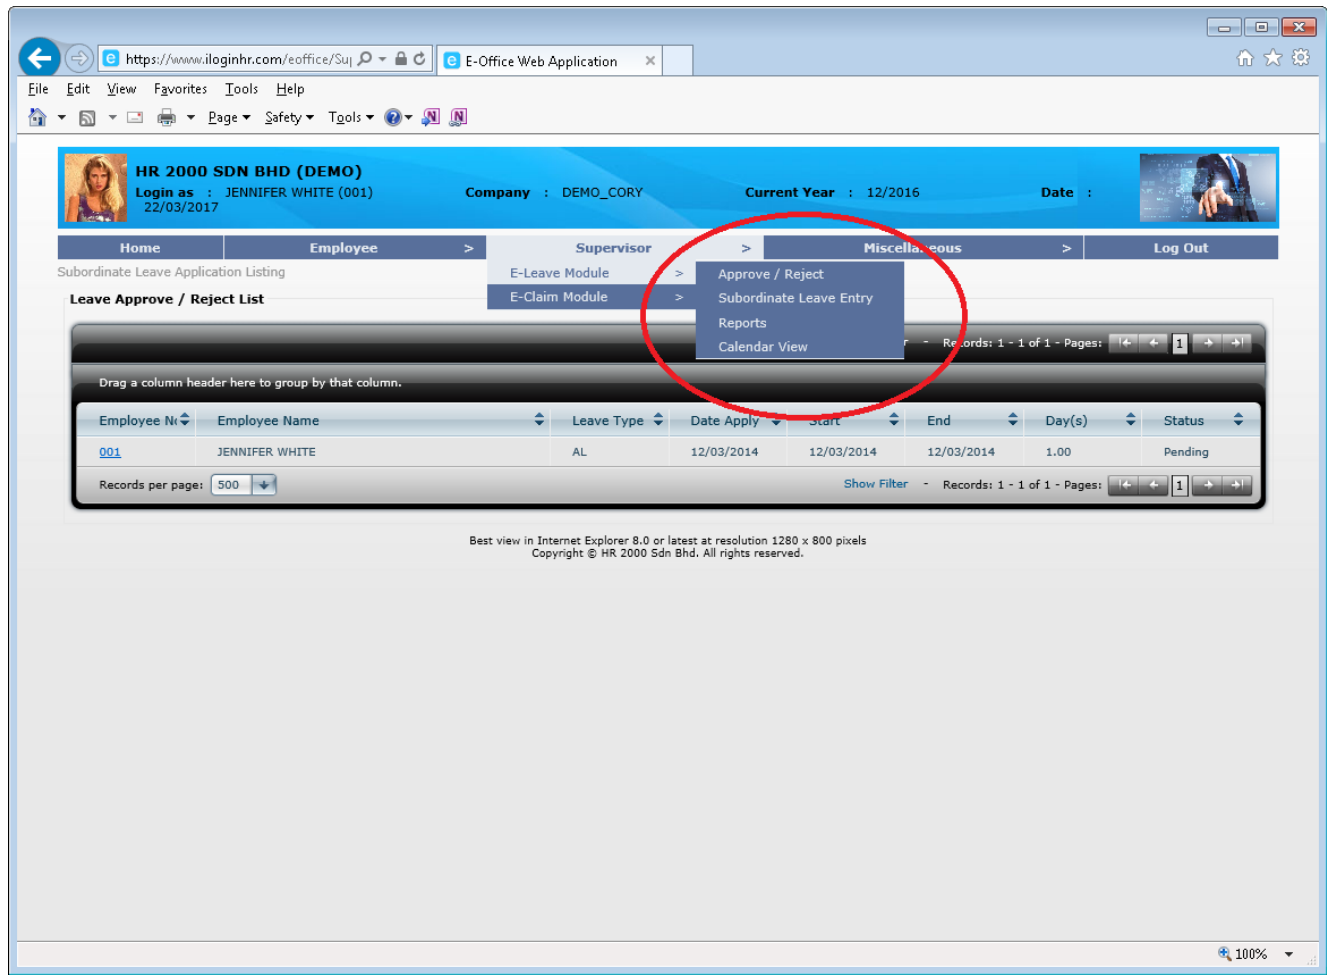 https://www.iloginhr.com/eoffice/Suj
E-Office Web Application
File Edit View Favorites Tools Help
Page Safety Tools
HR 2000 SDN BHD (DEMO)
Login as : JENNIFER WHITE (001) Company : DEMO_CORY Current Year : 12/2016 Date :
22/03/2017
Home Employee > Supervisor > Miscellaneous > Log Out
Subordinate Leave Application Listing
E-Leave Module > Approve / Reject
E-Claim Module > Subordinate Leave Entry
Reports
Calendar View
Leave Approve / Reject List
- Records: 1 - 1 of 1 - Pages: 1
Drag a column header here to group by that column.
Employee No Employee Name Leave Type Date Apply Start End Day(s) Status
001 JENNIFER WHITE AL 12/03/2014 12/03/2014 12/03/2014 1.00 Pending
Records per page: 500 Show Filter - Records: 1 - 1 of 1 - Pages: 1
Best view in Internet Explorer 8.0 or latest at resolution 1280 x 800 pixels
Copyright © HR 2000 Sdn Bhd. All rights reserved.
100%